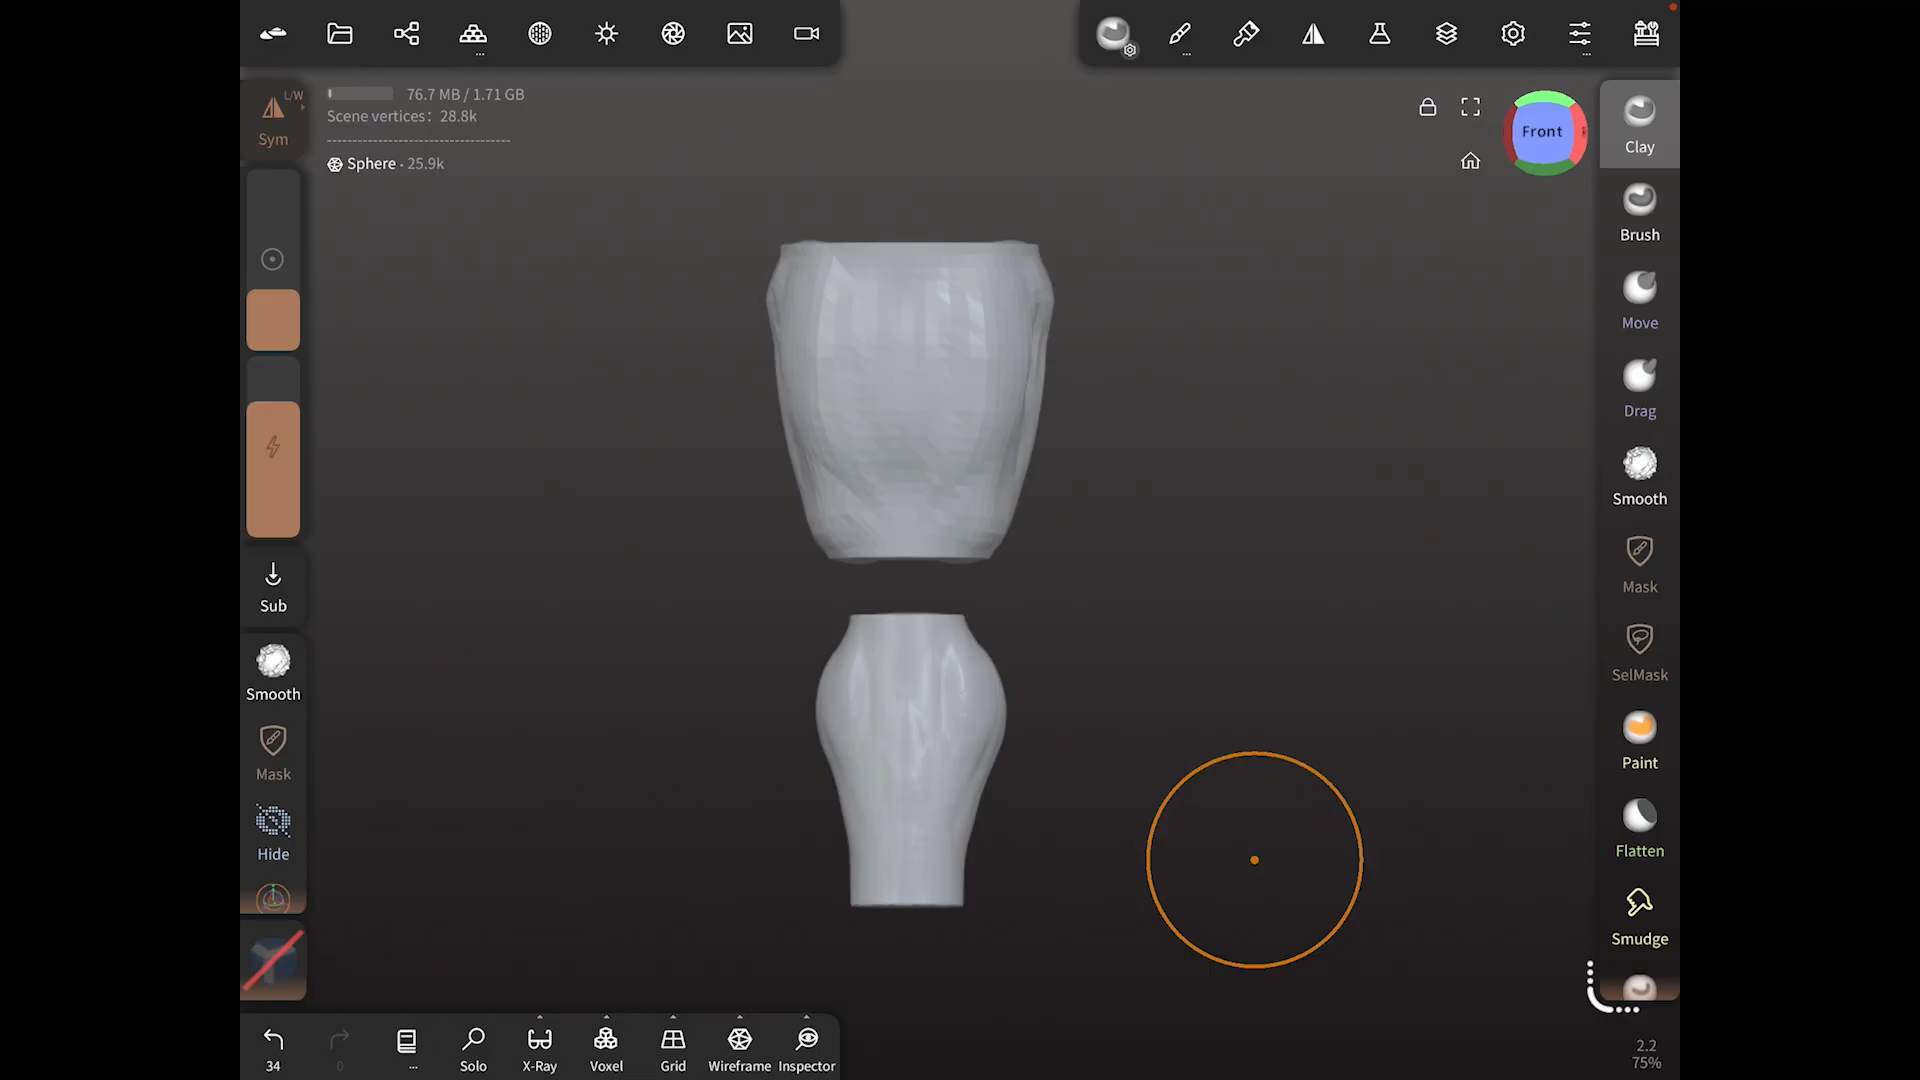 L/W
Sym
76.7 MB / 1.71 GB
Scene vertices: 28.8k
Sphere • 25.9k
Front
Clay
Brush
Move
Drag
Smooth
Mask
SelMask
Paint
Flatten
Smudge
Sub
Smooth
Mask
Hide
34
0
...
Solo
X-Ray
Voxel
Grid
Wireframe
Inspector
2.2
75%